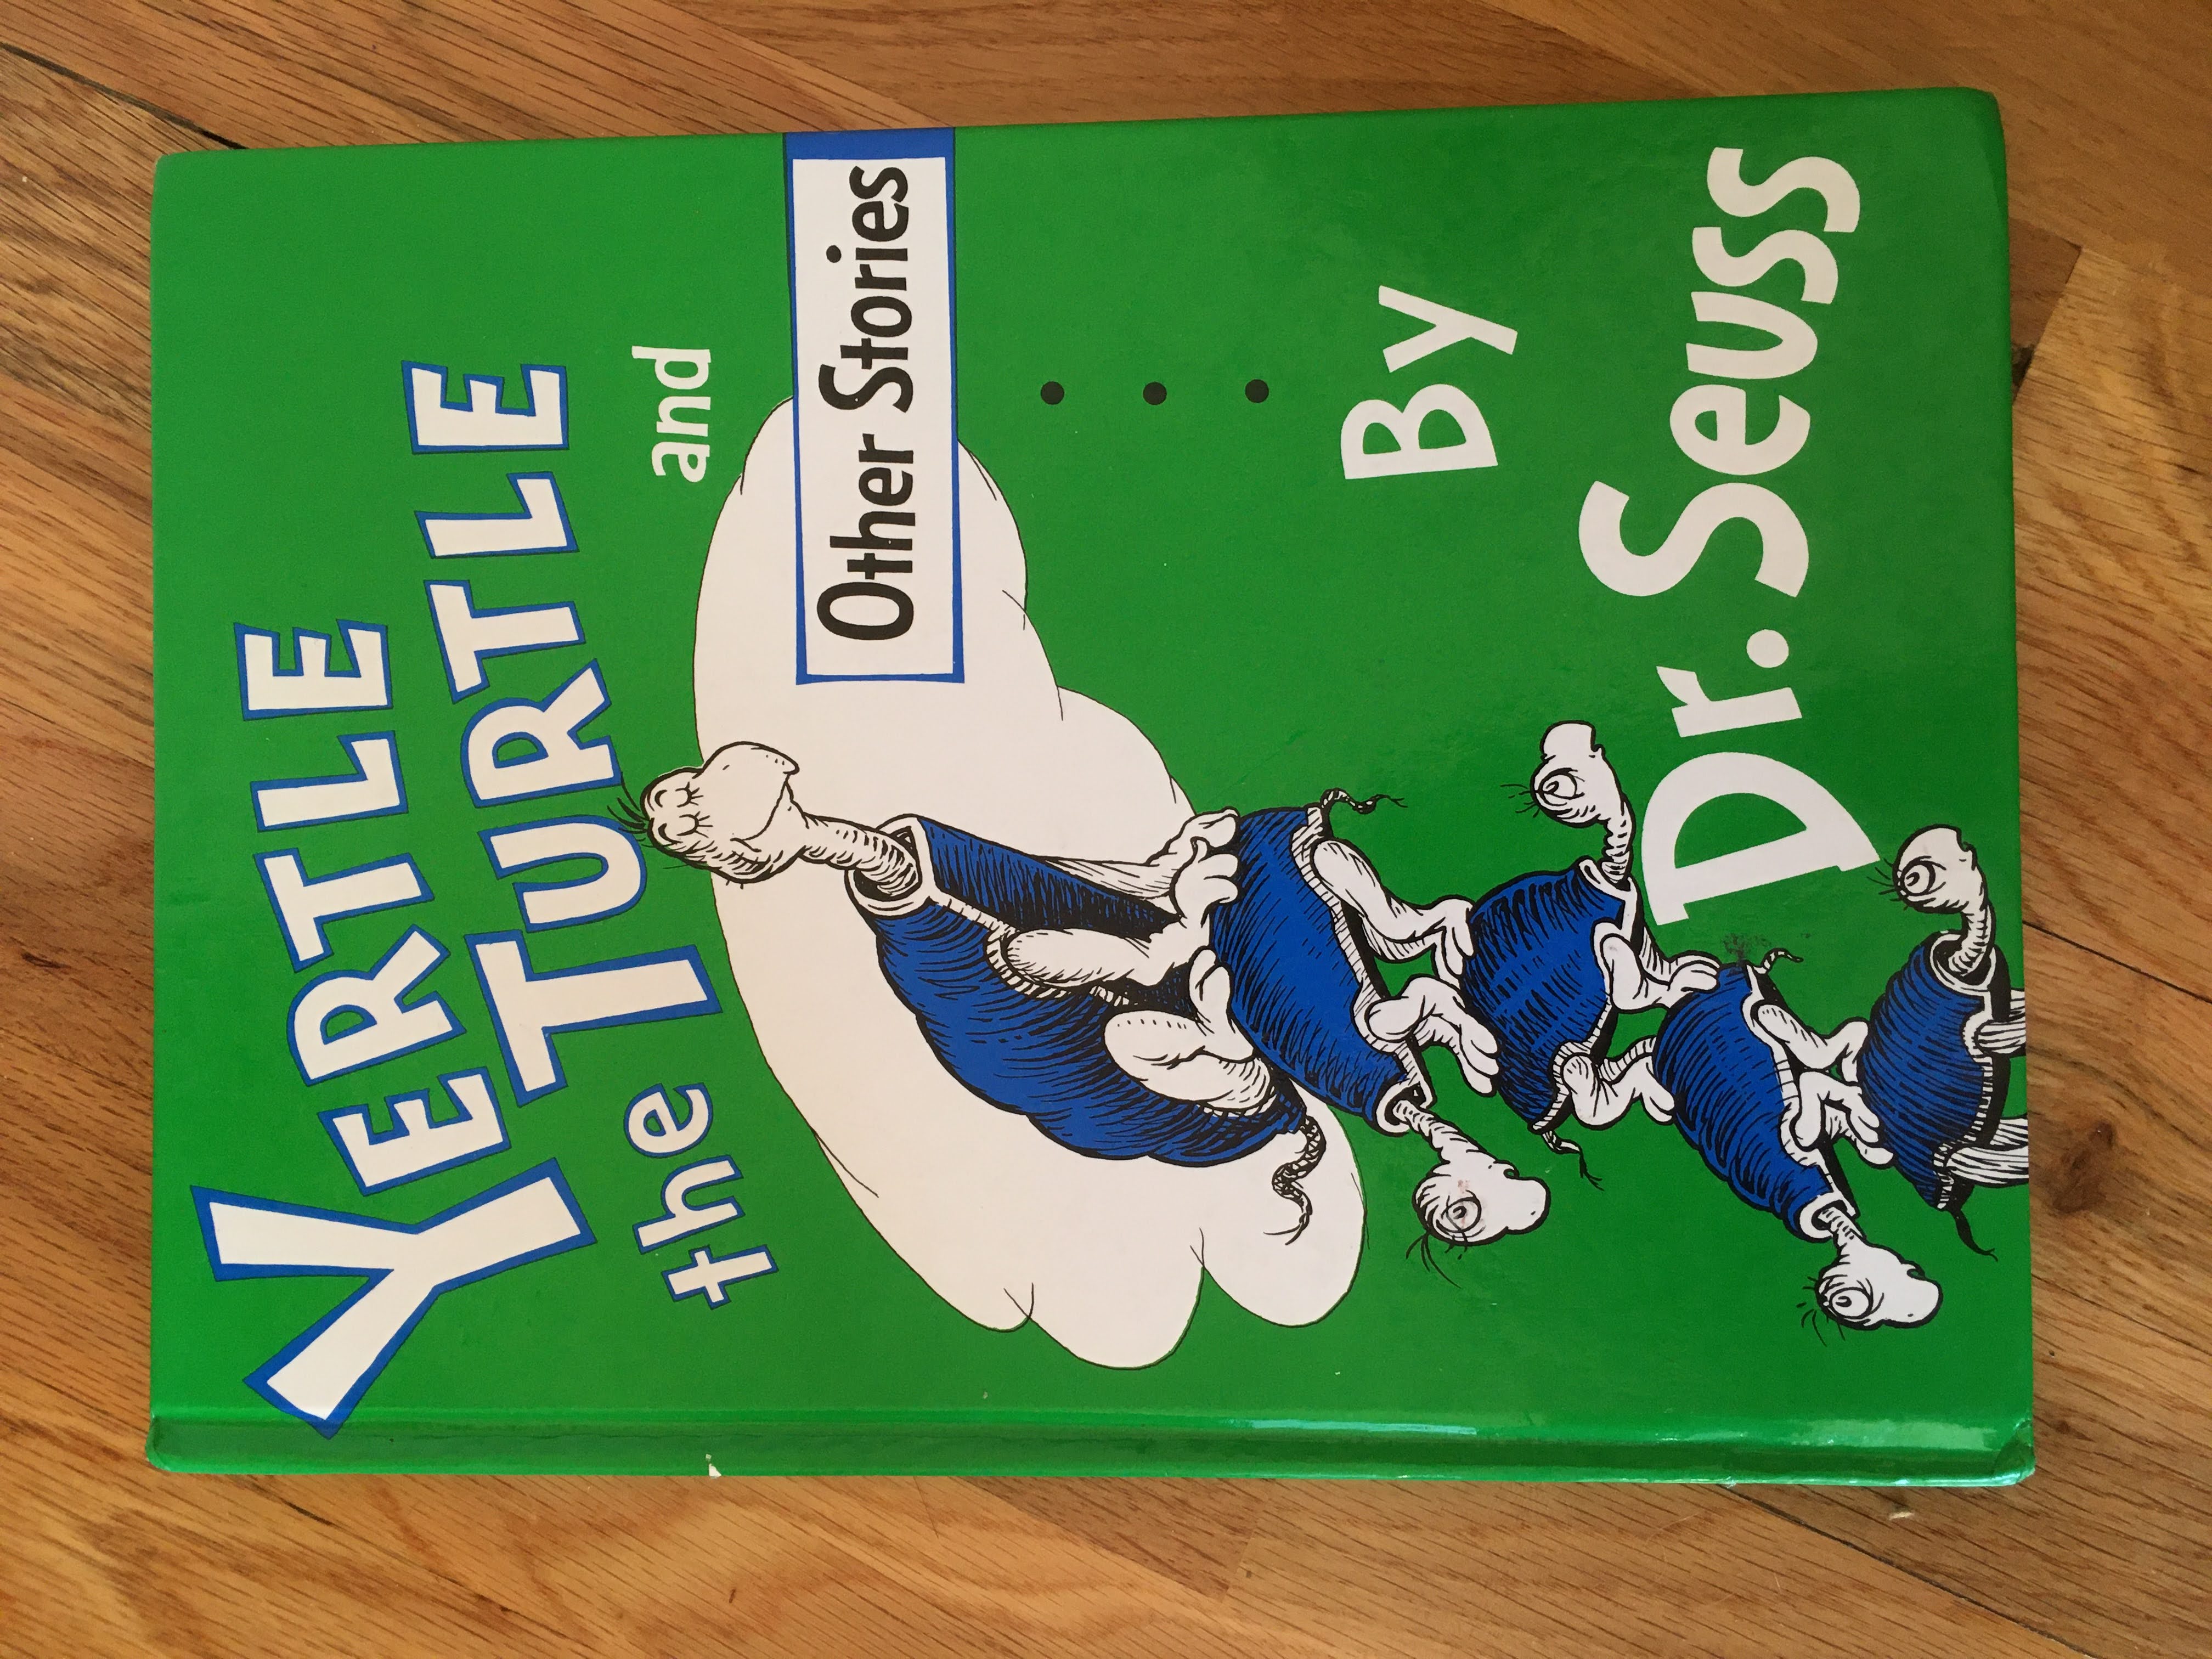 YERTLE
the TURTLE
and
Other Stories
By
Dr. Seuss